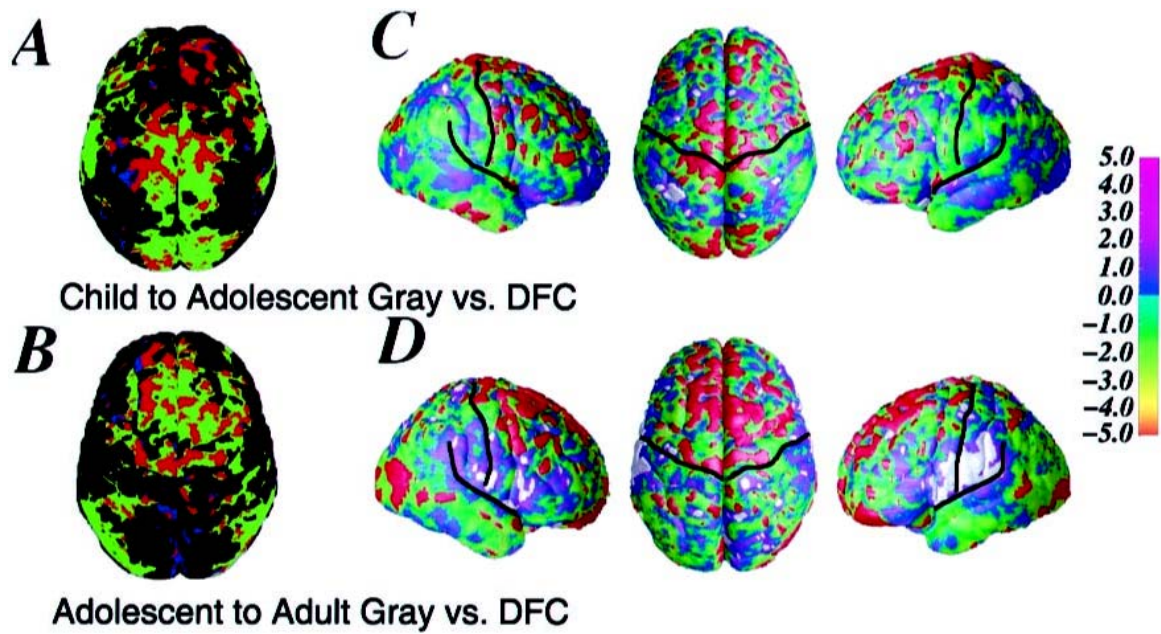 A
C
5.0
4.0
3.0
2.0
1.0
0.0
−1.0
−2.0
−3.0
−4.0
−5.0
Child to Adolescent Gray vs. DFC
B
D
Adolescent to Adult Gray vs. DFC